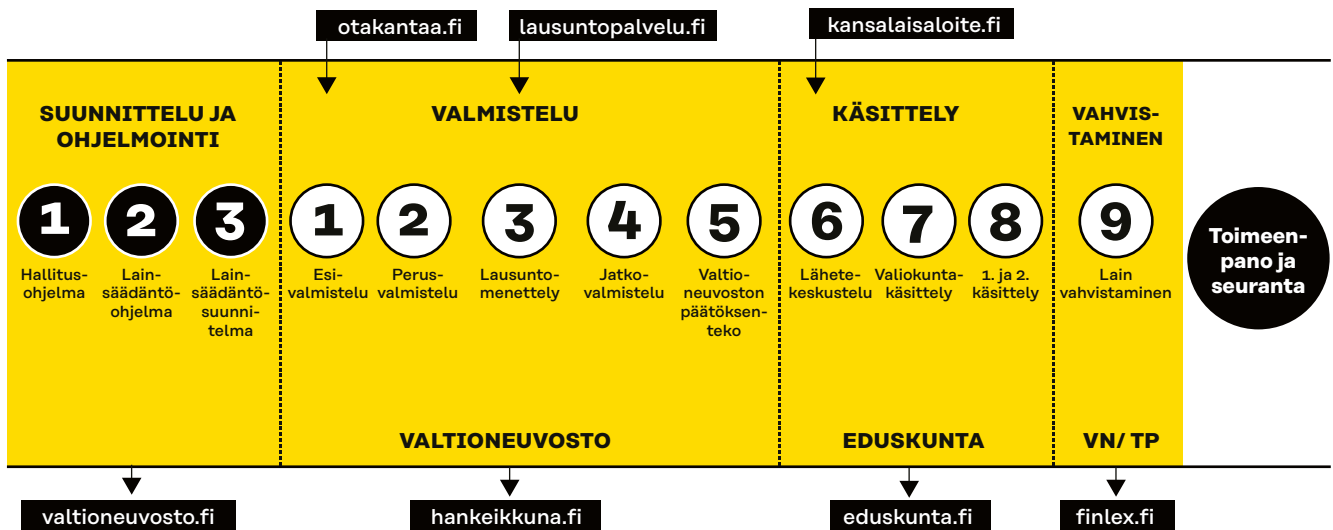 otakantaa.fi
lausuntopalvelu.fi
kansalaisaloite.fi
SUUNNITTELU JA
OHJELMOINTI
VALMISTELU
KÄSITTELY
VAHVIS-
TAMINEN
1
2
3
1
2
3
4
5
6
7
8
9
Hallitus-
ohjelma
Lain-
säädäntö-
ohjelma
Lain-
säädäntö-
suunni-
telma
Esi-
valmistelu
Perus-
valmistelu
Lausunto-
menettely
Jatko-
valmistelu
Valtio-
neuvoston
päätöksen-
teko
Lähete-
keskustelu
Valiokunta-
käsittely
1. ja 2.
käsittely
Lain
vahvistaminen
Toimeen-
pano ja
seuranta
VALTIONEUVOSTO
EDUSKUNTA
VN/ TP
valtioneuvosto.fi
hankeikkuna.fi
eduskunta.fi
finlex.fi